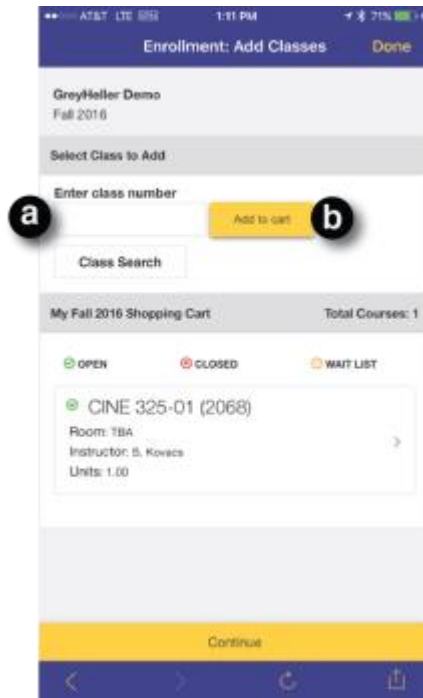 AT&T LTE 1:11 PM 71%
Enrollment: Add Classes Done
GreyHeller Demo
Fall 2016
Select Class to Add
Enter class number
a Add to cart b
Class Search
My Fall 2016 Shopping Cart Total Courses: 1
OPEN CLOSED WAIT LIST
CINE 325-01 (2068)
Room: TBA
Instructor: B. Kovacs
Units: 1.00
Continue